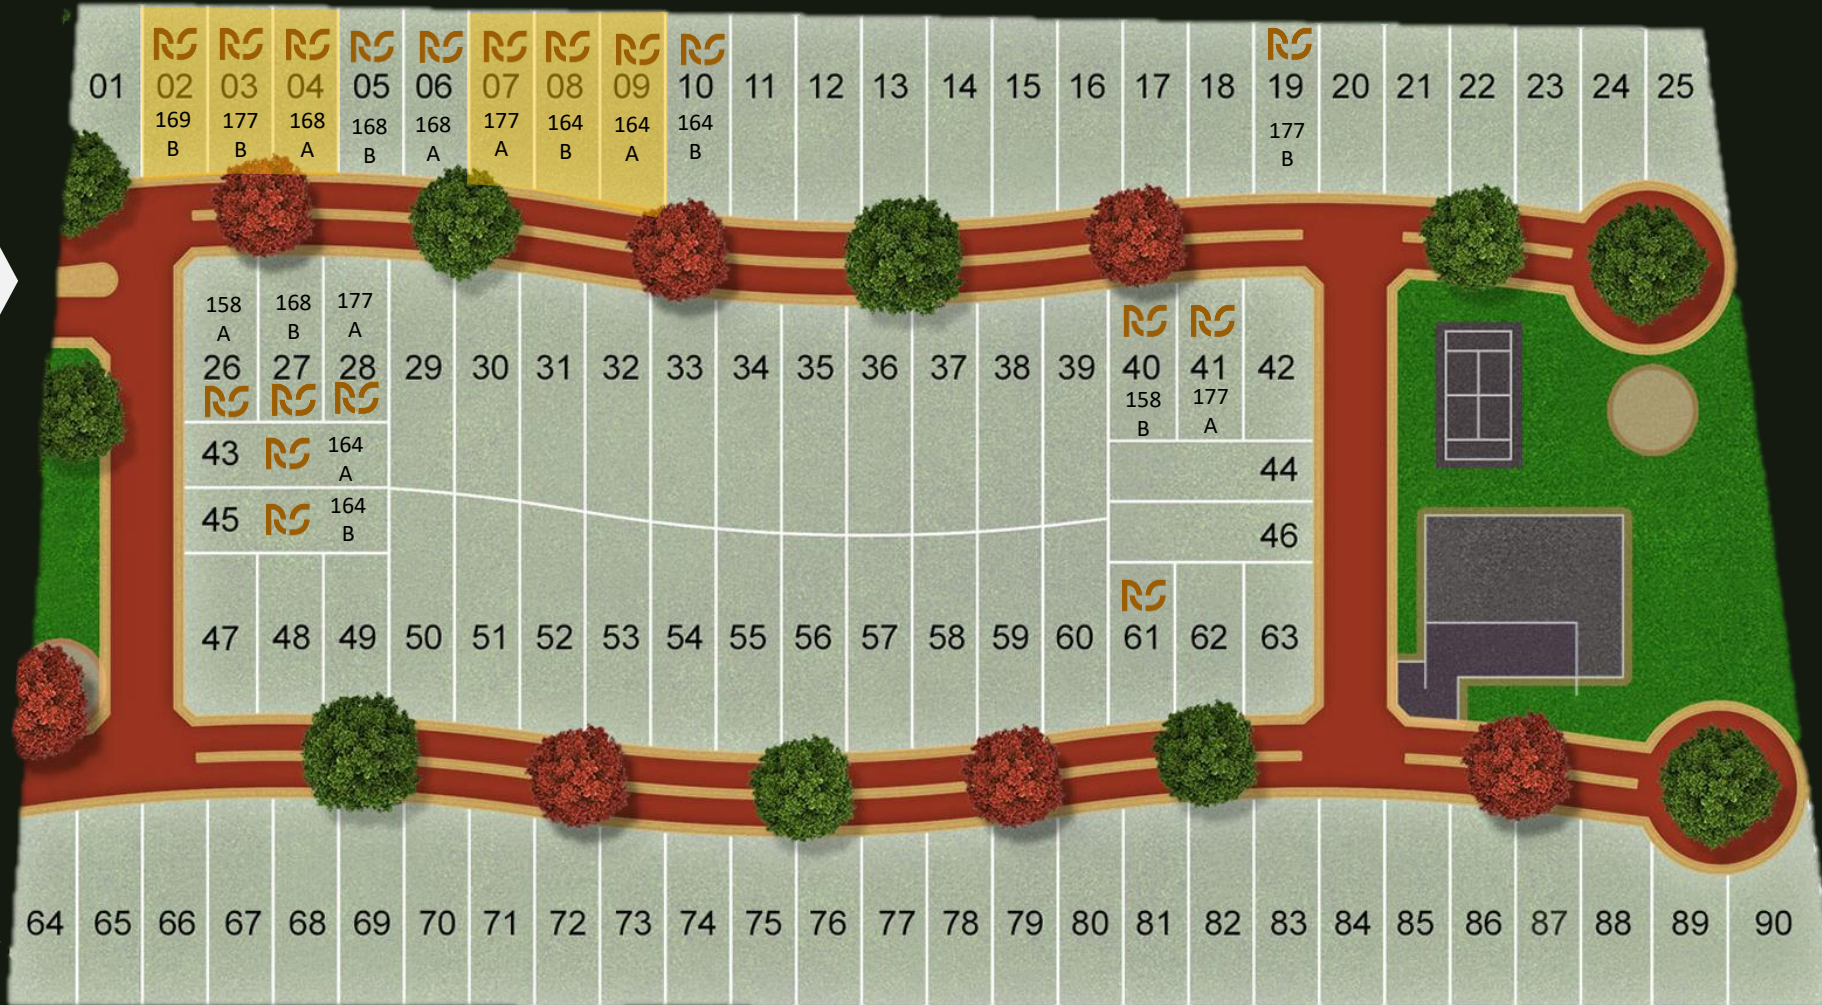 RS RS RS RS RS RS RS RS RS RS
01 02 03 04 05 06 07 08 09 10 11 12 13 14 15 16 17 18 19 20 21 22 23 24 25
169 177 168 168 168 177 164 164 164 177
B B A B A A B A B B
158 168 177
A B A
RS RS
26 27 28 29 30 31 32 33 34 35 36 37 38 39 40 41 42
RS RS RS
158 177
B A
43 RS 164
A
44
45 RS 164
B
46
RS
47 48 49 50 51 52 53 54 55 56 57 58 59 60 61 62 63
64 65 66 67 68 69 70 71 72 73 74 75 76 77 78 79 80 81 82 83 84 85 86 87 88 89 90